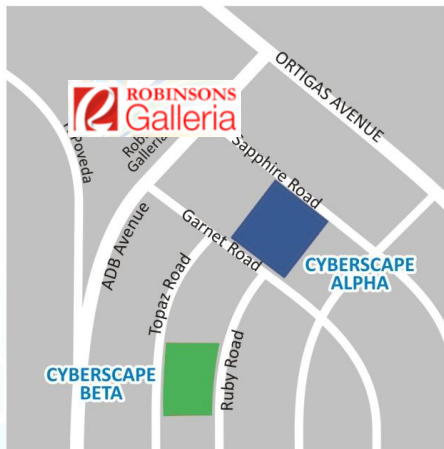 ORTIGAS AVENUE
ROBINSONS
Galleria
Galleria
Poveda
Sapphire Road
ADB Avenue
Garnet Road
Topaz Road
CYBERSCAPE
ALPHA
Ruby Road
CYBERSCAPE
BETA